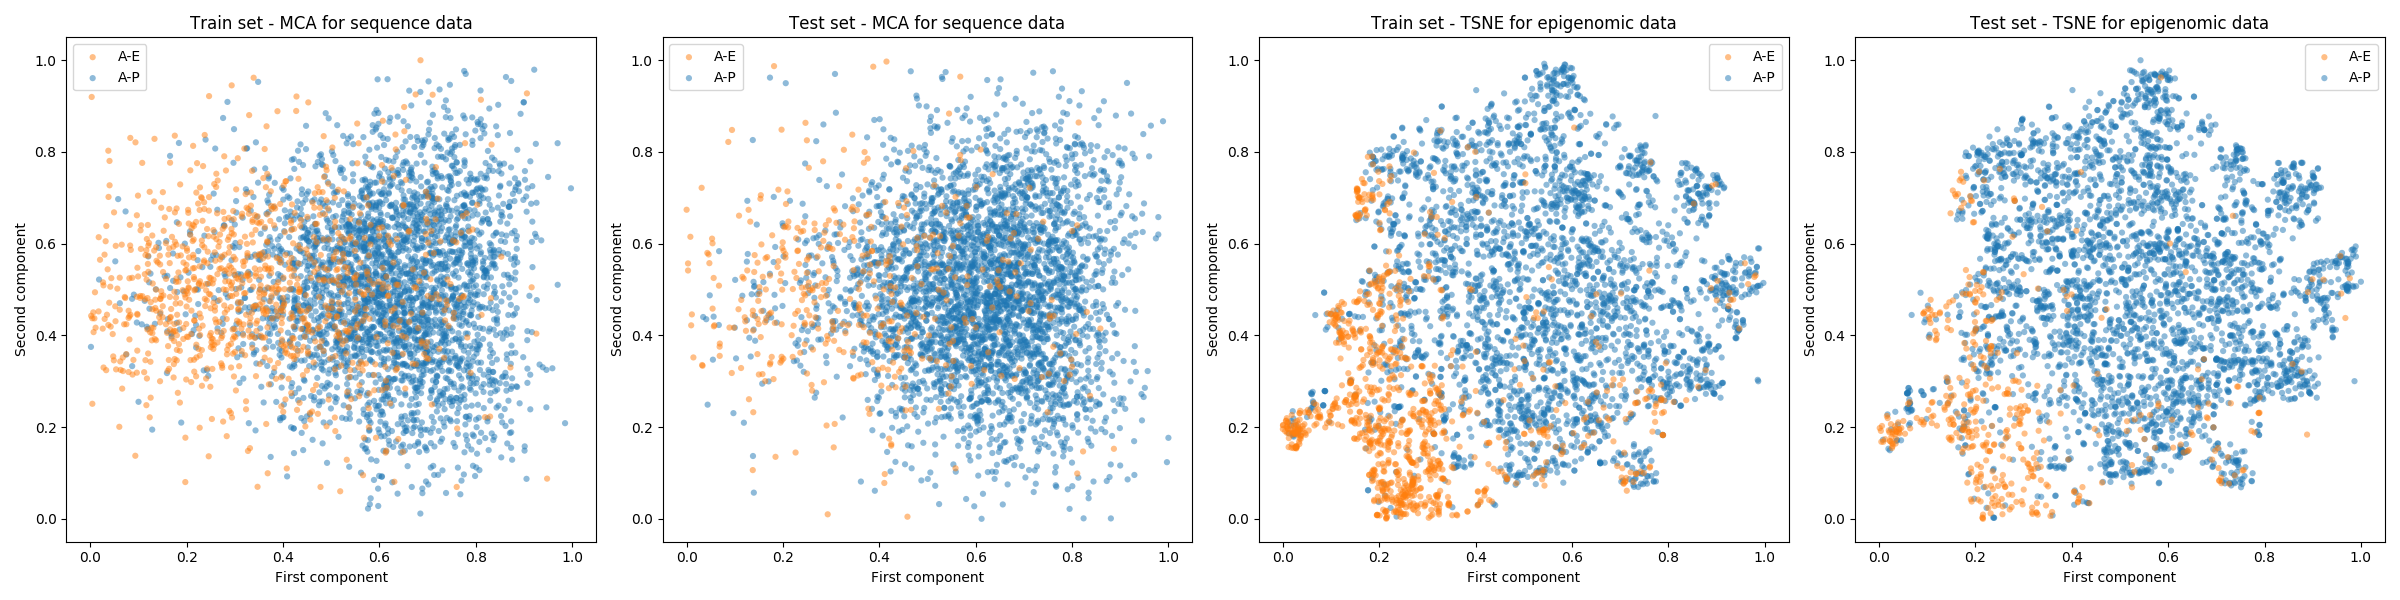 Train set - MCA for sequence data
A-E
A-P
1.0
0.8
0.6
0.4
0.2
0.0
Second component
0.0 0.2 0.4 0.6 0.8 1.0
First component
Test set - MCA for sequence data
A-E
A-P
1.0
0.8
0.6
0.4
0.2
0.0
Second component
0.0 0.2 0.4 0.6 0.8 1.0
First component
Train set - TSNE for epigenomic data
A-E
A-P
1.0
0.8
0.6
0.4
0.2
0.0
Second component
0.0 0.2 0.4 0.6 0.8 1.0
First component
Test set - TSNE for epigenomic data
A-E
A-P
1.0
0.8
0.6
0.4
0.2
0.0
Second component
0.0 0.2 0.4 0.6 0.8 1.0
First component